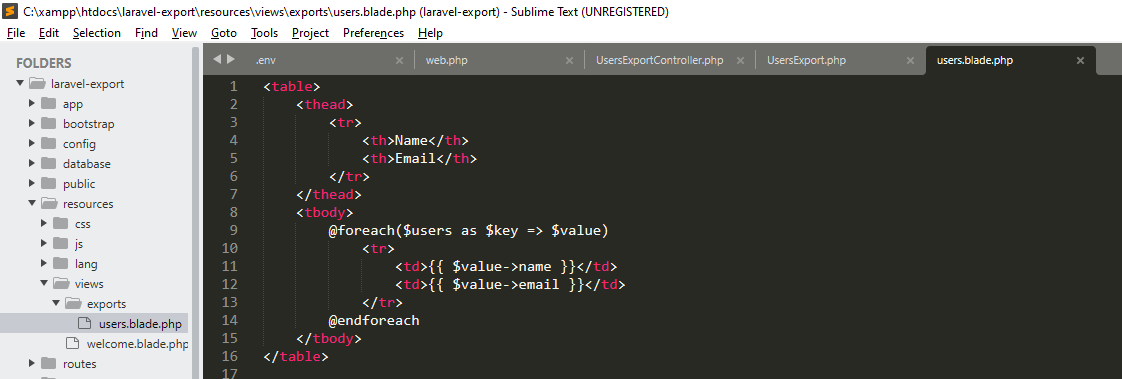 C:\xampp\htdocs\laravel-export\resources\views\exports\users.blade.php (laravel-export) - Sublime Text (UNREGISTERED)
File Edit Selection Find View Goto Tools Project Preferences Help
FOLDERS
laravel-export
app
bootstrap
config
database
public
resources
css
js
lang
views
exports
users.blade.php
welcome.blade.php
routes
.env × web.php × UsersExportController.php × UsersExport.php × users.blade.php ×
1 <table>
2 <thead>
3 <tr>
4 <th>Name</th>
5 <th>Email</th>
6 </tr>
7 </thead>
8 <tbody>
9 @foreach($users as $key => $value)
10 <tr>
11 <td>{{ $value->name }}</td>
12 <td>{{ $value->email }}</td>
13 </tr>
14 @endforeach
15 </tbody>
16 </table>
17